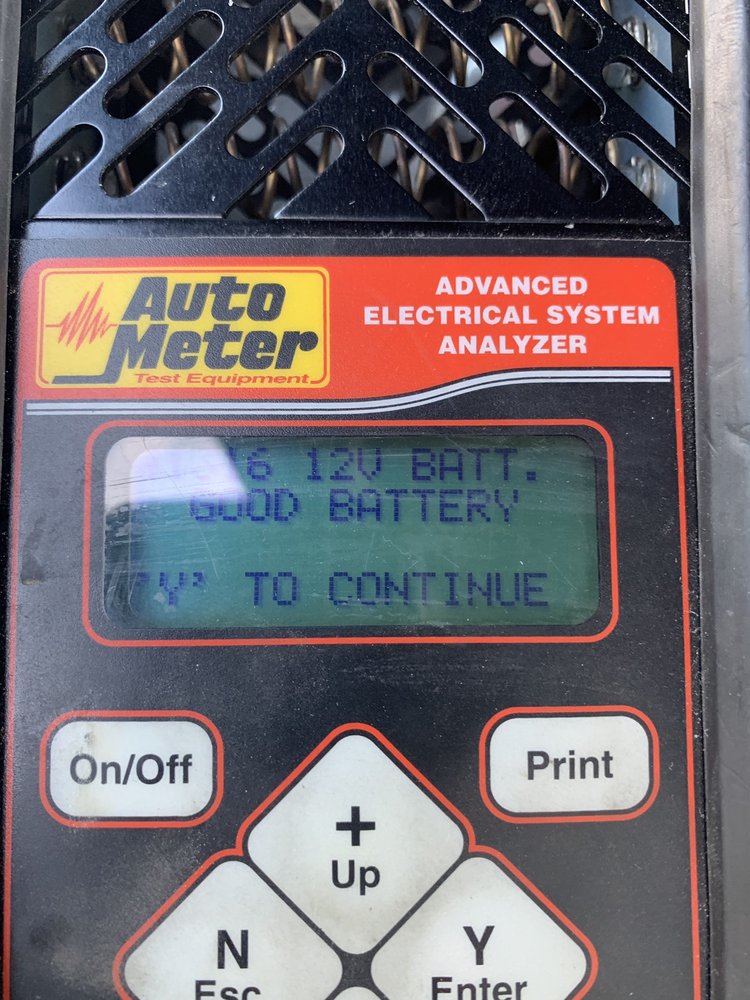 Auto
Meter
Test Equipment
ADVANCED
ELECTRICAL SYSTEM
ANALYZER
12V BATT.
GOOD BATTERY
'Y' TO CONTINUE
On/Off
Print
+
Up
N
Esc
Y
Enter